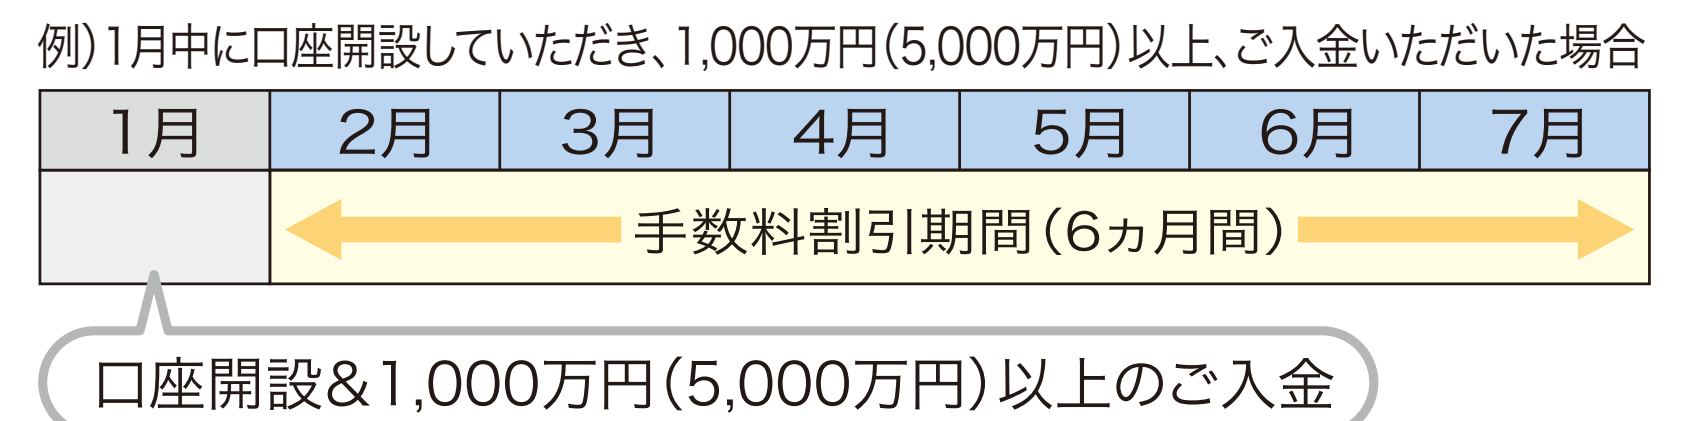 例）1月中に口座開設していただき、1,000万円（5,000万円）以上、ご入金いただいた場合
1月 2月 3月 4月 5月 6月 7月
手数料割引期間（6ヵ月間）
口座開設&1,000万円（5,000万円）以上のご入金